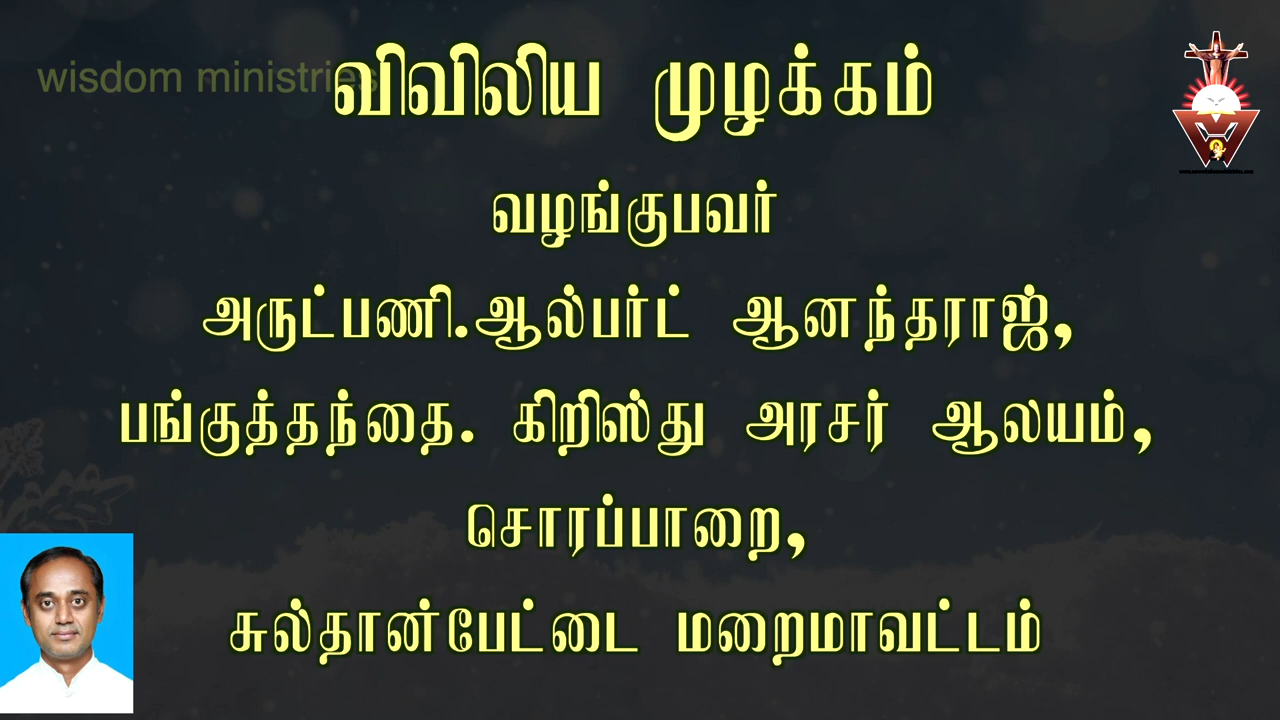 wisdom ministries
விவிலிய முழக்கம்
வழங்குபவர்
அருட்பணி.ஆல்பர்ட் ஆனந்தராஜ்,
பங்குத்தந்தை. கிறிஸ்து அரசர் ஆலயம்,
சொரப்பாறை,
சுல்தான்பேட்டை மறைமாவட்டம்